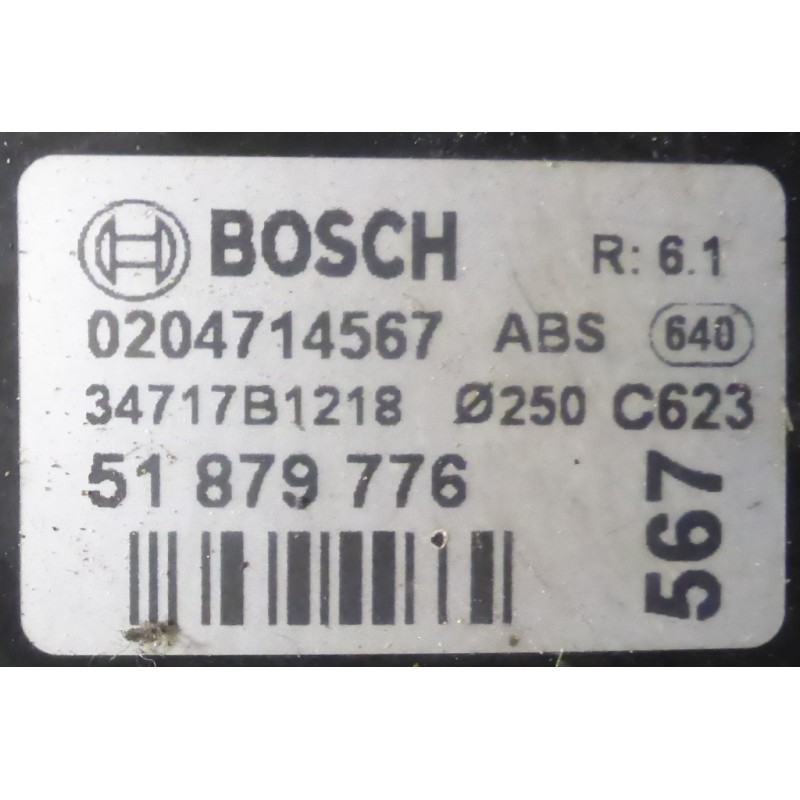 BOSCH R: 6.1
0204714567 ABS 640
34717B1218 Ø250 C623
51 879 776
567